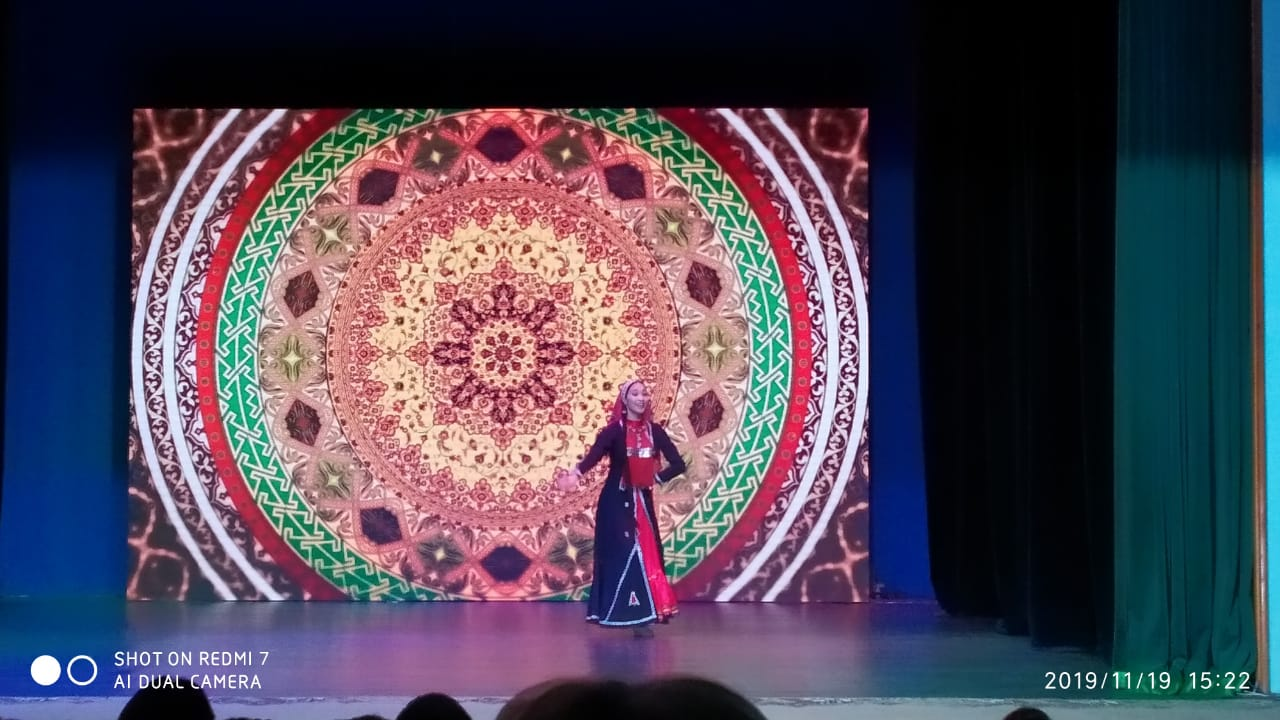 SHOT ON REDMI 7
AI DUAL CAMERA
2019/11/19 15:22